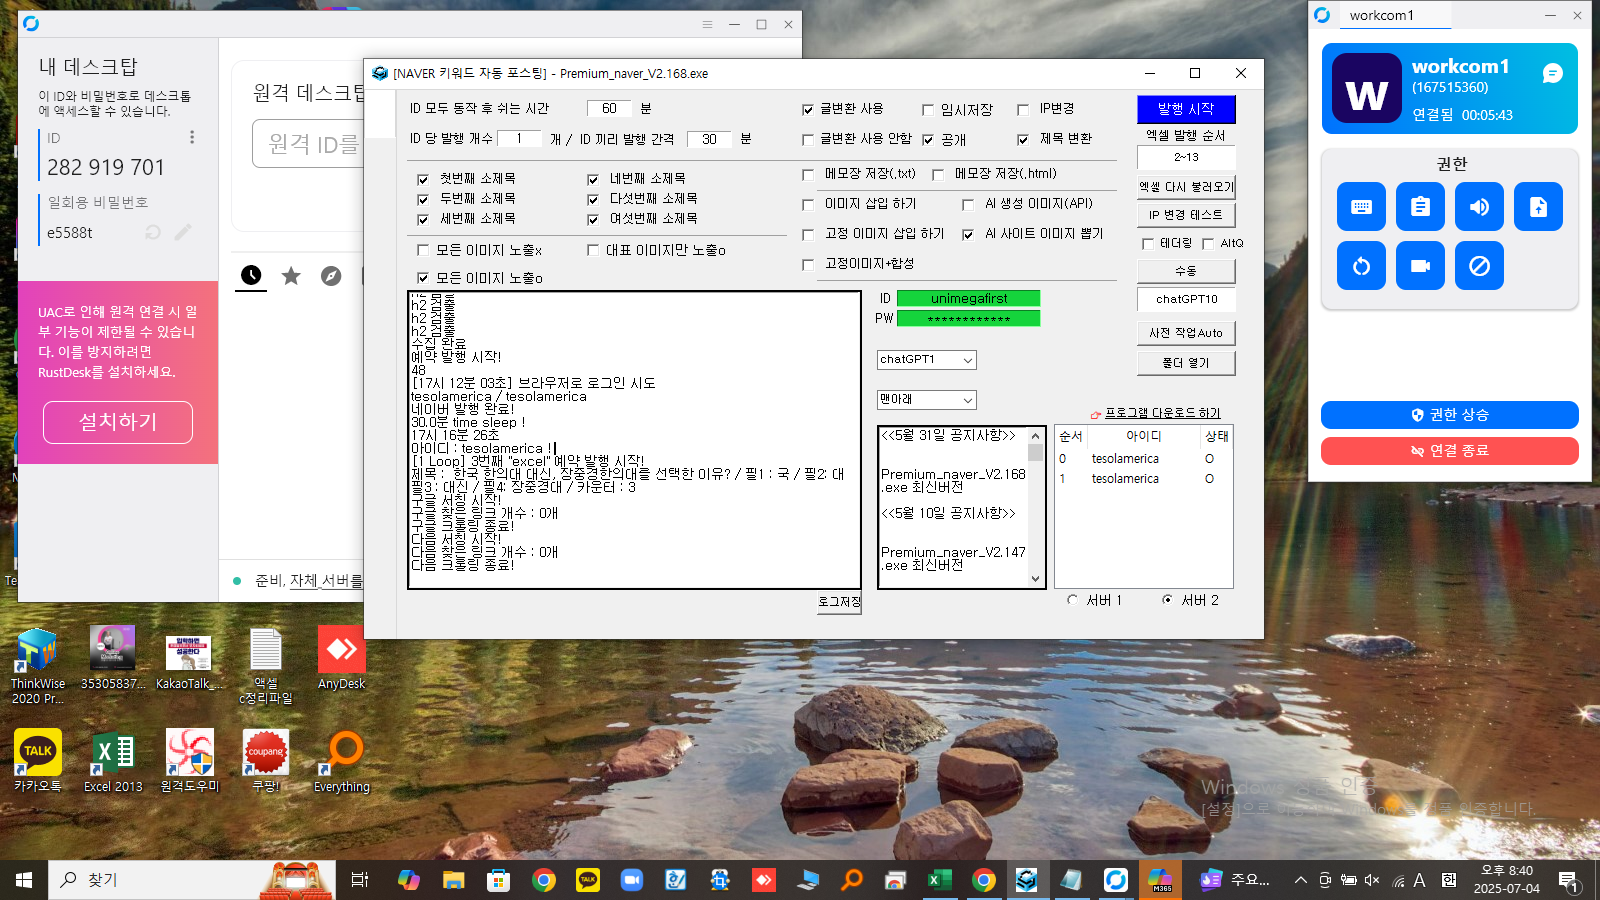 내 데스크탑
이 ID와 비밀번호로 데스크톱
에 액세스할 수 있습니다.
ID
282 919 701
일회용 비밀번호
e5588t
UAC로 인해 원격 연결 시 일
부 기능이 제한될 수 있습니
다. 이를 방지하려면
RustDesk를 설치하세요.
설치하기
원격 데스크탑
원격 ID를
준비, 자체 서버를
[NAVER 키워드 자동 포스팅] - Premium_naver_V2.168.exe
ID 모두 동작 후 쉬는 시간 60 분
ID 당 발행 개수 1 개 / ID 끼리 발행 간격 30 분
글변환 사용 임시저장 IP변경
글변환 사용 안함 공개 제목 변환
첫번째 소제목 네번째 소제목
두번째 소제목 다섯번째 소제목
세번째 소제목 여섯번째 소제목
모든 이미지 노출x 대표 이미지만 노출o
모든 이미지 노출o
메모장 저장(.txt) 메모장 저장(.html)
이미지 삽입 하기 AI 생성 이미지(API)
고정 이미지 삽입 하기 AI 사이트 이미지 뽑기
고정이미지+합성
발행 시작
엑셀 발행 순서
2~13
엑셀 다시 불러오기
IP 변경 테스트
테더링 AltQ
수동
chatGPT10
사전 작업Auto
폴더 열기
h2 검출
h2 검출
h2 검출
수집 완료
예약 발행 시작!
48
[17시 12분 03초] 브라우저로 로그인 시도
tesolamerica / tesolamerica
네이버 발행 완료!
30.0분 time sleep !
17시 16분 26초
아이디 : tesolamerica !
[1 Loop] 3번째 "excel" 예약 발행 시작!
제목 : 한국 한의대 대신, 장중경한의대를 선택한 이유? / 필1 : 국 / 필2: 대
필3 : 대신 / 필4: 장중경대 / 카운터 : 3
구글 서칭 시작!
구글 찾은 링크 개수 : 0개
구글 크롤링 종료!
다음 서칭 시작!
다음 찾은 링크 개수 : 0개
다음 크롤링 종료!
로그저장
ID unimegafirst
PW ************
chatGPT1
맨아래
프로그램 다운로드 하기
<<5월 31일 공지사항>>
Premium_naver_V2.168
.exe 최신버전
<<5월 10일 공지사항>>
Premium_naver_V2.147
.exe 최신버전
순서 아이디 상태
0 tesolamerica O
1 tesolamerica O
서버 1 서버 2
workcom1
W
workcom1
(167515360)
연결됨 00:05:43
권한
권한 상승
연결 종료
ThinkWise
2020 Pr...
35305837...
KakaoTalk_...
액셀
c정리파일
AnyDesk
TALK
카카오톡
Excel 2013
원격도우미
coupang
쿠팡!
Everything
Windows 정품 인증
찾기
TALK
M365
주요...
A
한
오후 8:40
2025-07-04
1